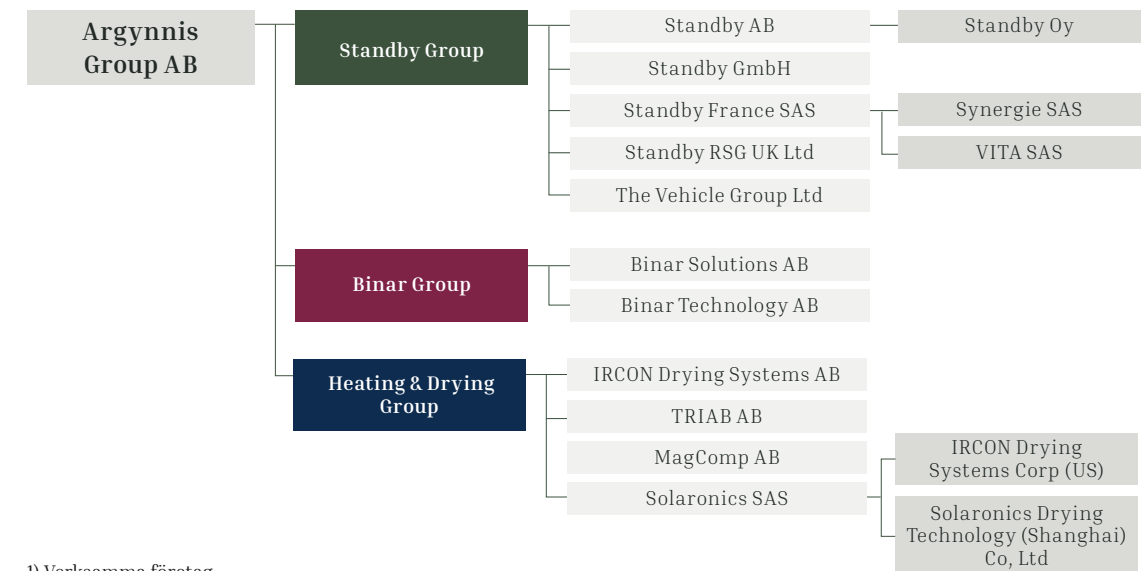 Argynnis
Group AB
Standby Group
Standby AB
Standby Oy
Standby GmbH
Standby France SAS
Synergie SAS
VITA SAS
Standby RSG UK Ltd
The Vehicle Group Ltd
Binar Group
Binar Solutions AB
Binar Technology AB
Heating & Drying
Group
IRCON Drying Systems AB
TRIAB AB
MagComp AB
Solaronics SAS
IRCON Drying
Systems Corp (US)
Solaronics Drying
Technology (Shanghai)
Co, Ltd
1) Verksamma företag